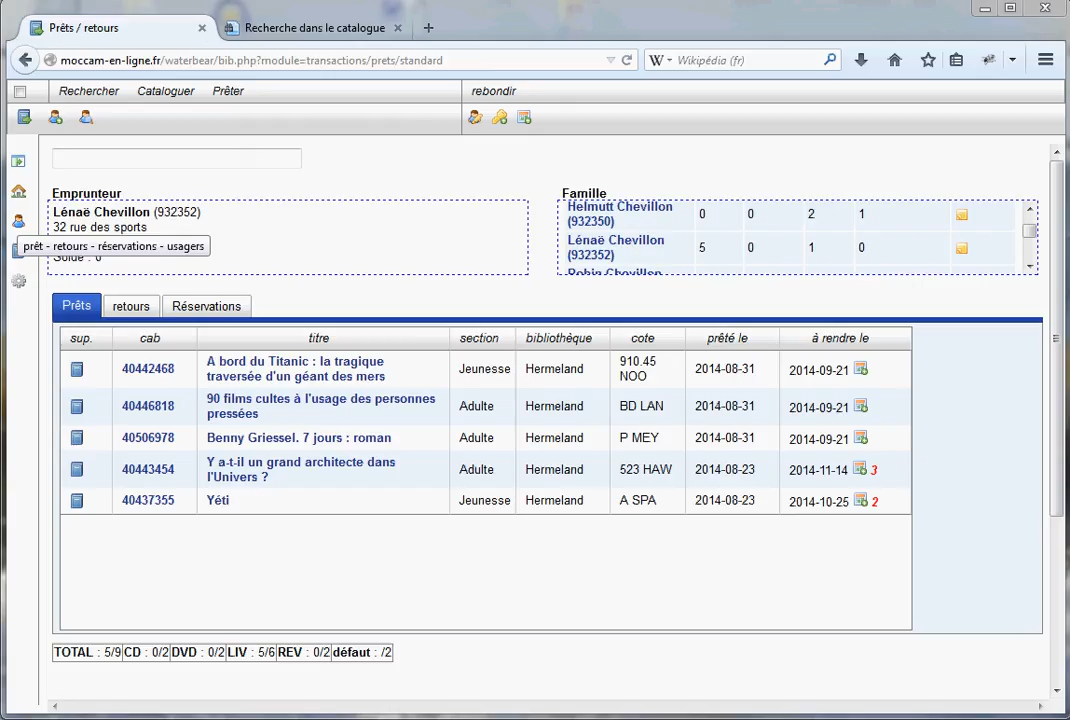 Prêts / retours
Recherche dans le catalogue
moccam-en-ligne.fr/waterbear/bib.php?module=transactions/prets/standard
W
Wikipédia (fr)
Rechercher Cataloguer Prêter
rebondir
Emprunteur
Lénaë Chevillon (932352)
32 rue des sports
prêt - retours - réservations - usagers
Solde : 0
Famille
Helmutt Chevillon
(932350) 0 0 2 1
Lénaë Chevillon
(932352) 5 0 1 0
Robin Chevillon
Prêts retours Réservations
sup. cab titre section bibliothèque cote prêté le à rendre le
40442468 A bord du Titanic : la tragique
traversée d'un géant des mers Jeunesse Hermeland 910.45
NOO 2014-08-31 2014-09-21
40446818 90 films cultes à l'usage des personnes
pressées Adulte Hermeland BD LAN 2014-08-31 2014-09-21
40506978 Benny Griessel. 7 jours : roman Adulte Hermeland P MEY 2014-08-31 2014-09-21
40443454 Y a-t-il un grand architecte dans
l'Univers ? Adulte Hermeland 523 HAW 2014-08-23 2014-11-14 3
40437355 Yéti Jeunesse Hermeland A SPA 2014-08-23 2014-10-25 2
TOTAL : 5/9 CD : 0/2 DVD : 0/2 LIV : 5/6 REV : 0/2 défaut : /2